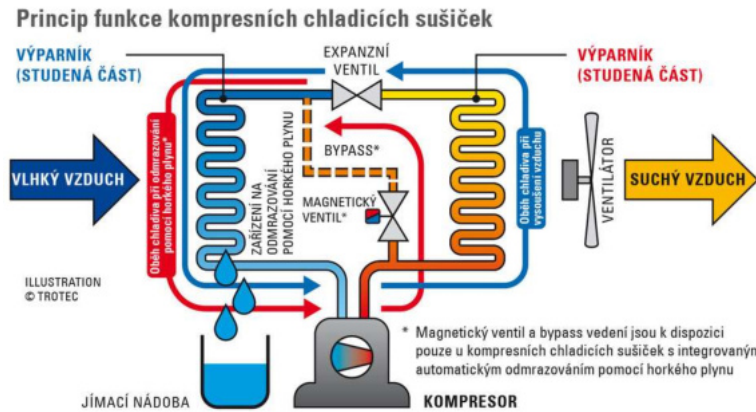 Princip funkce kompresních chladicích sušiček
VÝPARNÍK
(STUDENÁ ČÁST)
EXPANZNÍ
VENTIL
VÝPARNÍK
(STUDENÁ ČÁST)
Oběh chladiva při odmrazování
pomocí horkého plynu*
VLHKÝ VZDUCH
ZAŘÍZENÍ NA
ODMRAZOVÁNÍ
POMOCÍ HORKÉHO PLYNU
BYPASS*
MAGNETICKÝ
VENTIL*
Oběh chladiva při
vysoušení vzduchu
VENTILÁTOR
SUCHÝ VZDUCH
ILLUSTRATION
© TROTEC
* Magnetický ventil a bypass vedení jsou k dispozici
pouze u kompresních chladicích sušiček s integrovaným
automatickým odmrazováním pomocí horkého plynu
JÍMACÍ NÁDOBA
KOMPRESOR